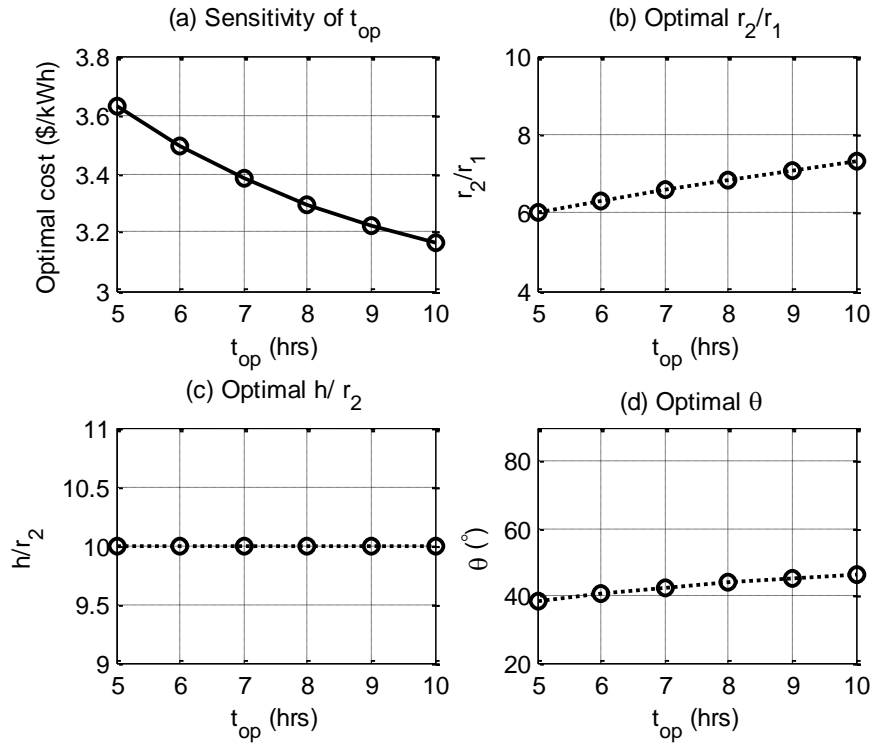 (a) Sensitivity of t_op
Optimal cost ($/kWh)
3.8
3.6
3.4
3.2
3
5 6 7 8 9 10
t_op (hrs)
(b) Optimal r_2/r_1
r_2/r_1
10
8
6
4
5 6 7 8 9 10
t_op (hrs)
(c) Optimal h/ r_2
h/r_2
11
10.5
10
9.5
9
5 6 7 8 9 10
t_op (hrs)
(d) Optimal θ
θ (°)
80
60
40
20
5 6 7 8 9 10
t_op (hrs)